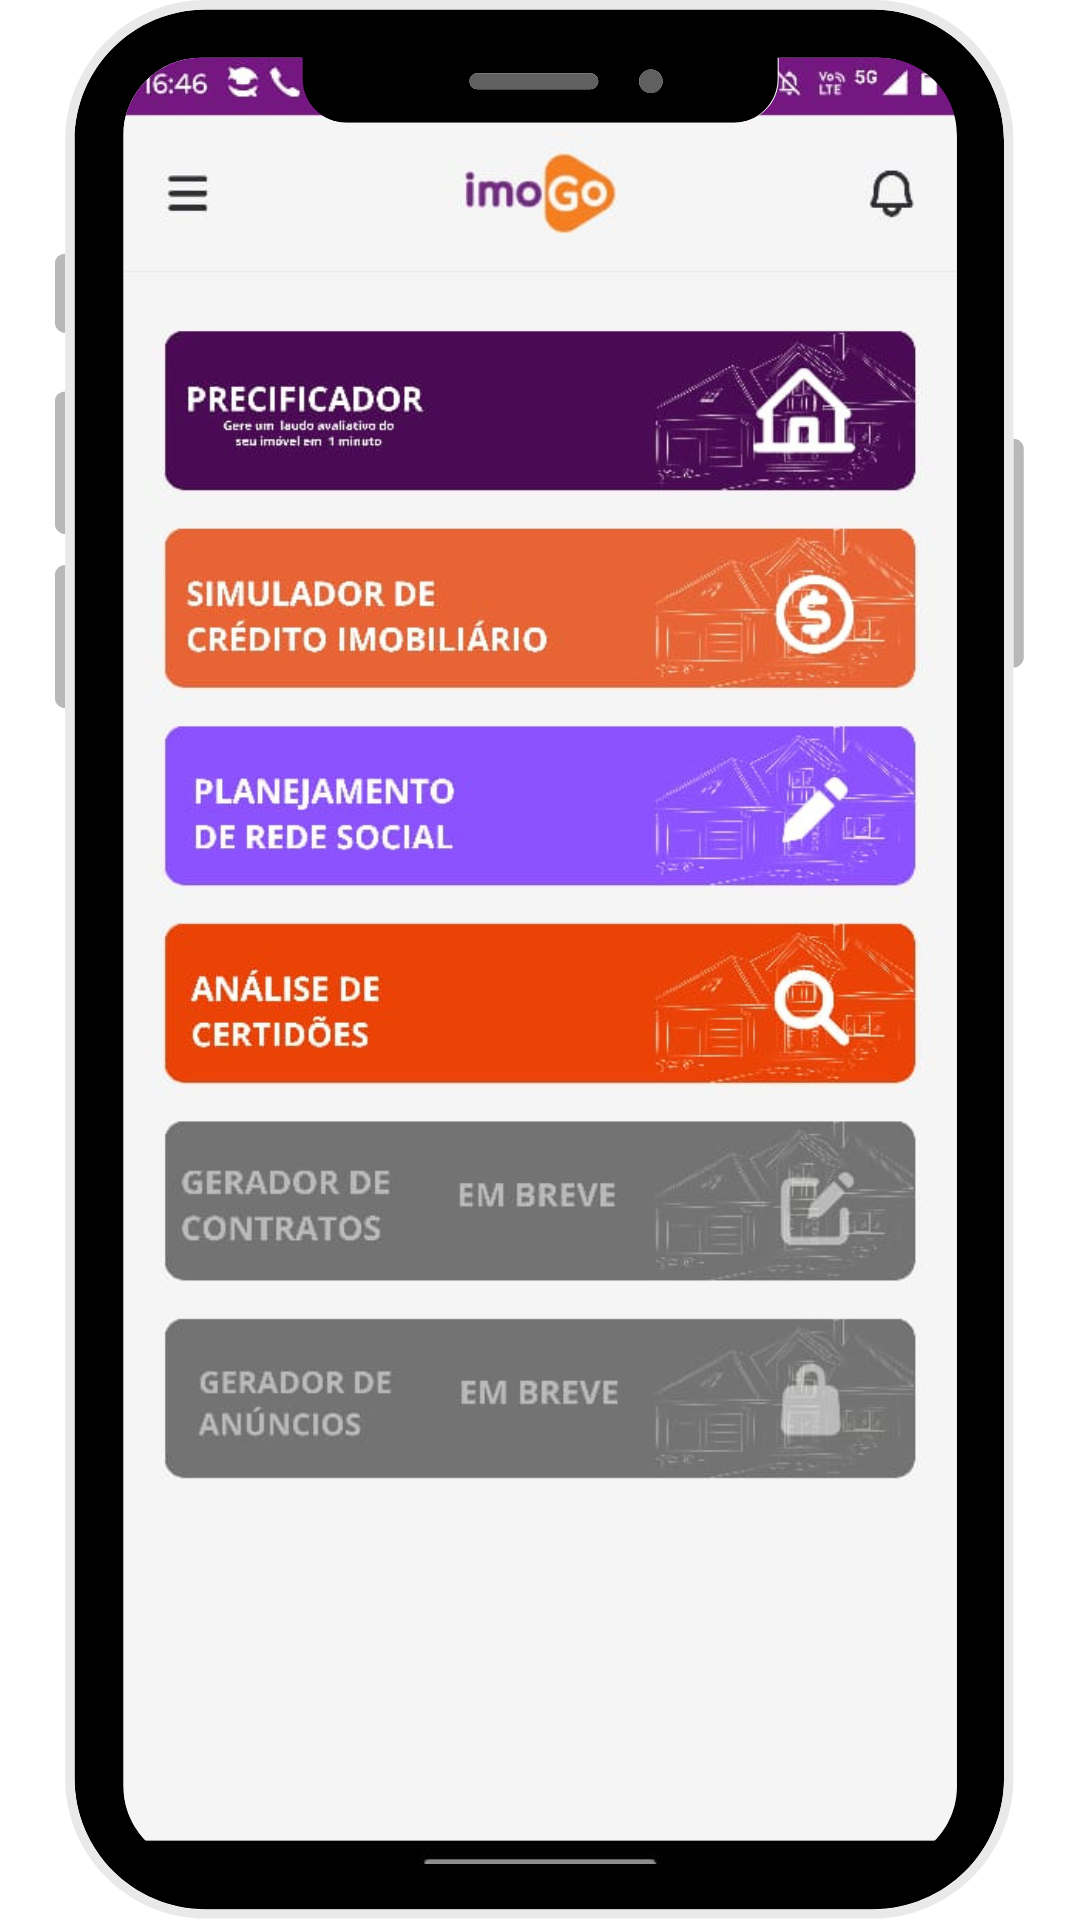 16:46
Vo
LTE
5G
imoGo
PRECIFICADOR
Gere um laudo avaliativo do
seu imóvel em 1 minuto
SIMULADOR DE
CRÉDITO IMOBILIÁRIO
PLANEJAMENTO
DE REDE SOCIAL
ANÁLISE DE
CERTIDÕES
GERADOR DE
CONTRATOS
EM BREVE
GERADOR DE
ANÚNCIOS
EM BREVE